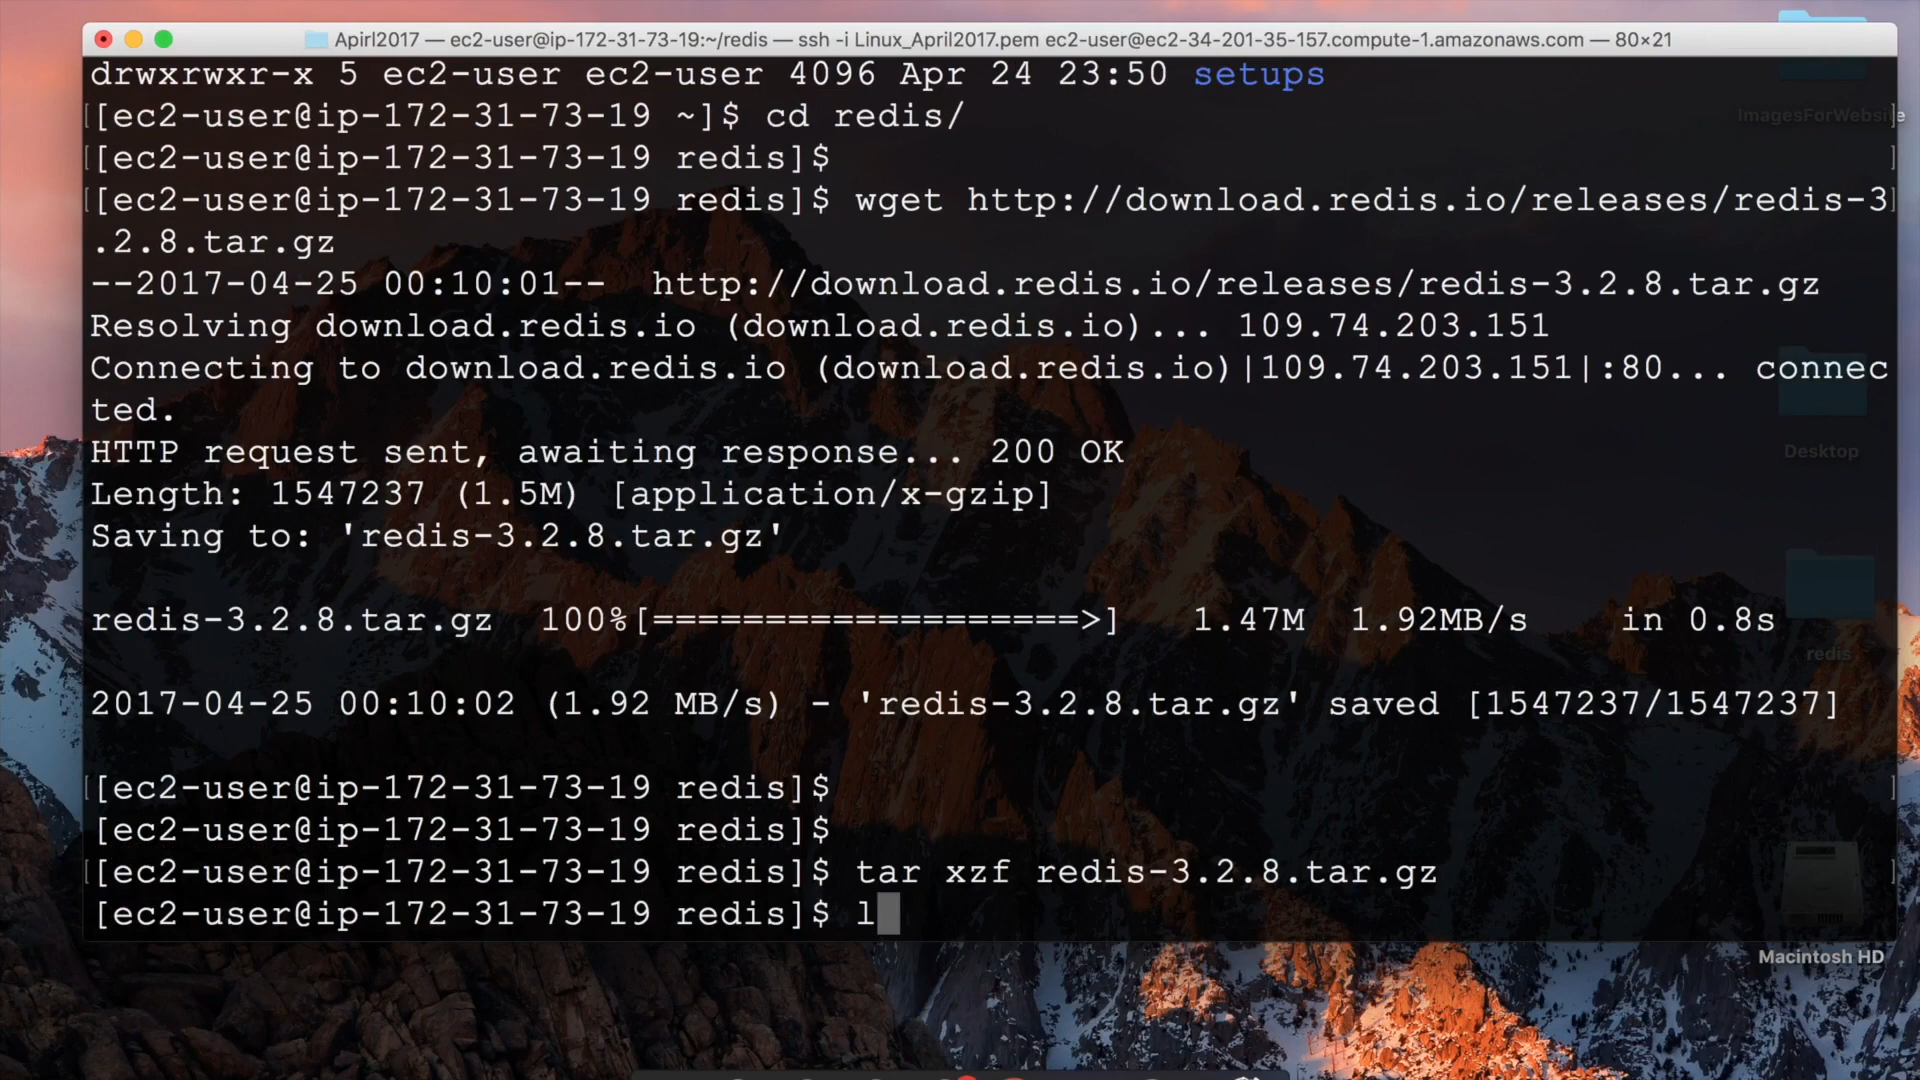 Apirl2017 — ec2-user@ip-172-31-73-19:~/redis — ssh -i Linux_April2017.pem ec2-user@ec2-34-201-35-157.compute-1.amazonaws.com — 80×21
drwxrwxr-x 5 ec2-user ec2-user 4096 Apr 24 23:50 setups
[[ec2-user@ip-172-31-73-19 ~]$ cd redis/ ]
[[ec2-user@ip-172-31-73-19 redis]$ ]
[[ec2-user@ip-172-31-73-19 redis]$ wget http://download.redis.io/releases/redis-3]
.2.8.tar.gz
--2017-04-25 00:10:01--  http://download.redis.io/releases/redis-3.2.8.tar.gz
Resolving download.redis.io (download.redis.io)... 109.74.203.151
Connecting to download.redis.io (download.redis.io)|109.74.203.151|:80... connec
ted.
HTTP request sent, awaiting response... 200 OK
Length: 1547237 (1.5M) [application/x-gzip]
Saving to: 'redis-3.2.8.tar.gz'
redis-3.2.8.tar.gz  100%[===================>]   1.47M  1.92MB/s    in 0.8s
2017-04-25 00:10:02 (1.92 MB/s) - 'redis-3.2.8.tar.gz' saved [1547237/1547237]
[[ec2-user@ip-172-31-73-19 redis]$ ]
[ec2-user@ip-172-31-73-19 redis]$
[[ec2-user@ip-172-31-73-19 redis]$ tar xzf redis-3.2.8.tar.gz ]
[ec2-user@ip-172-31-73-19 redis]$ l
ImagesForWebsite
Desktop
redis
Macintosh HD